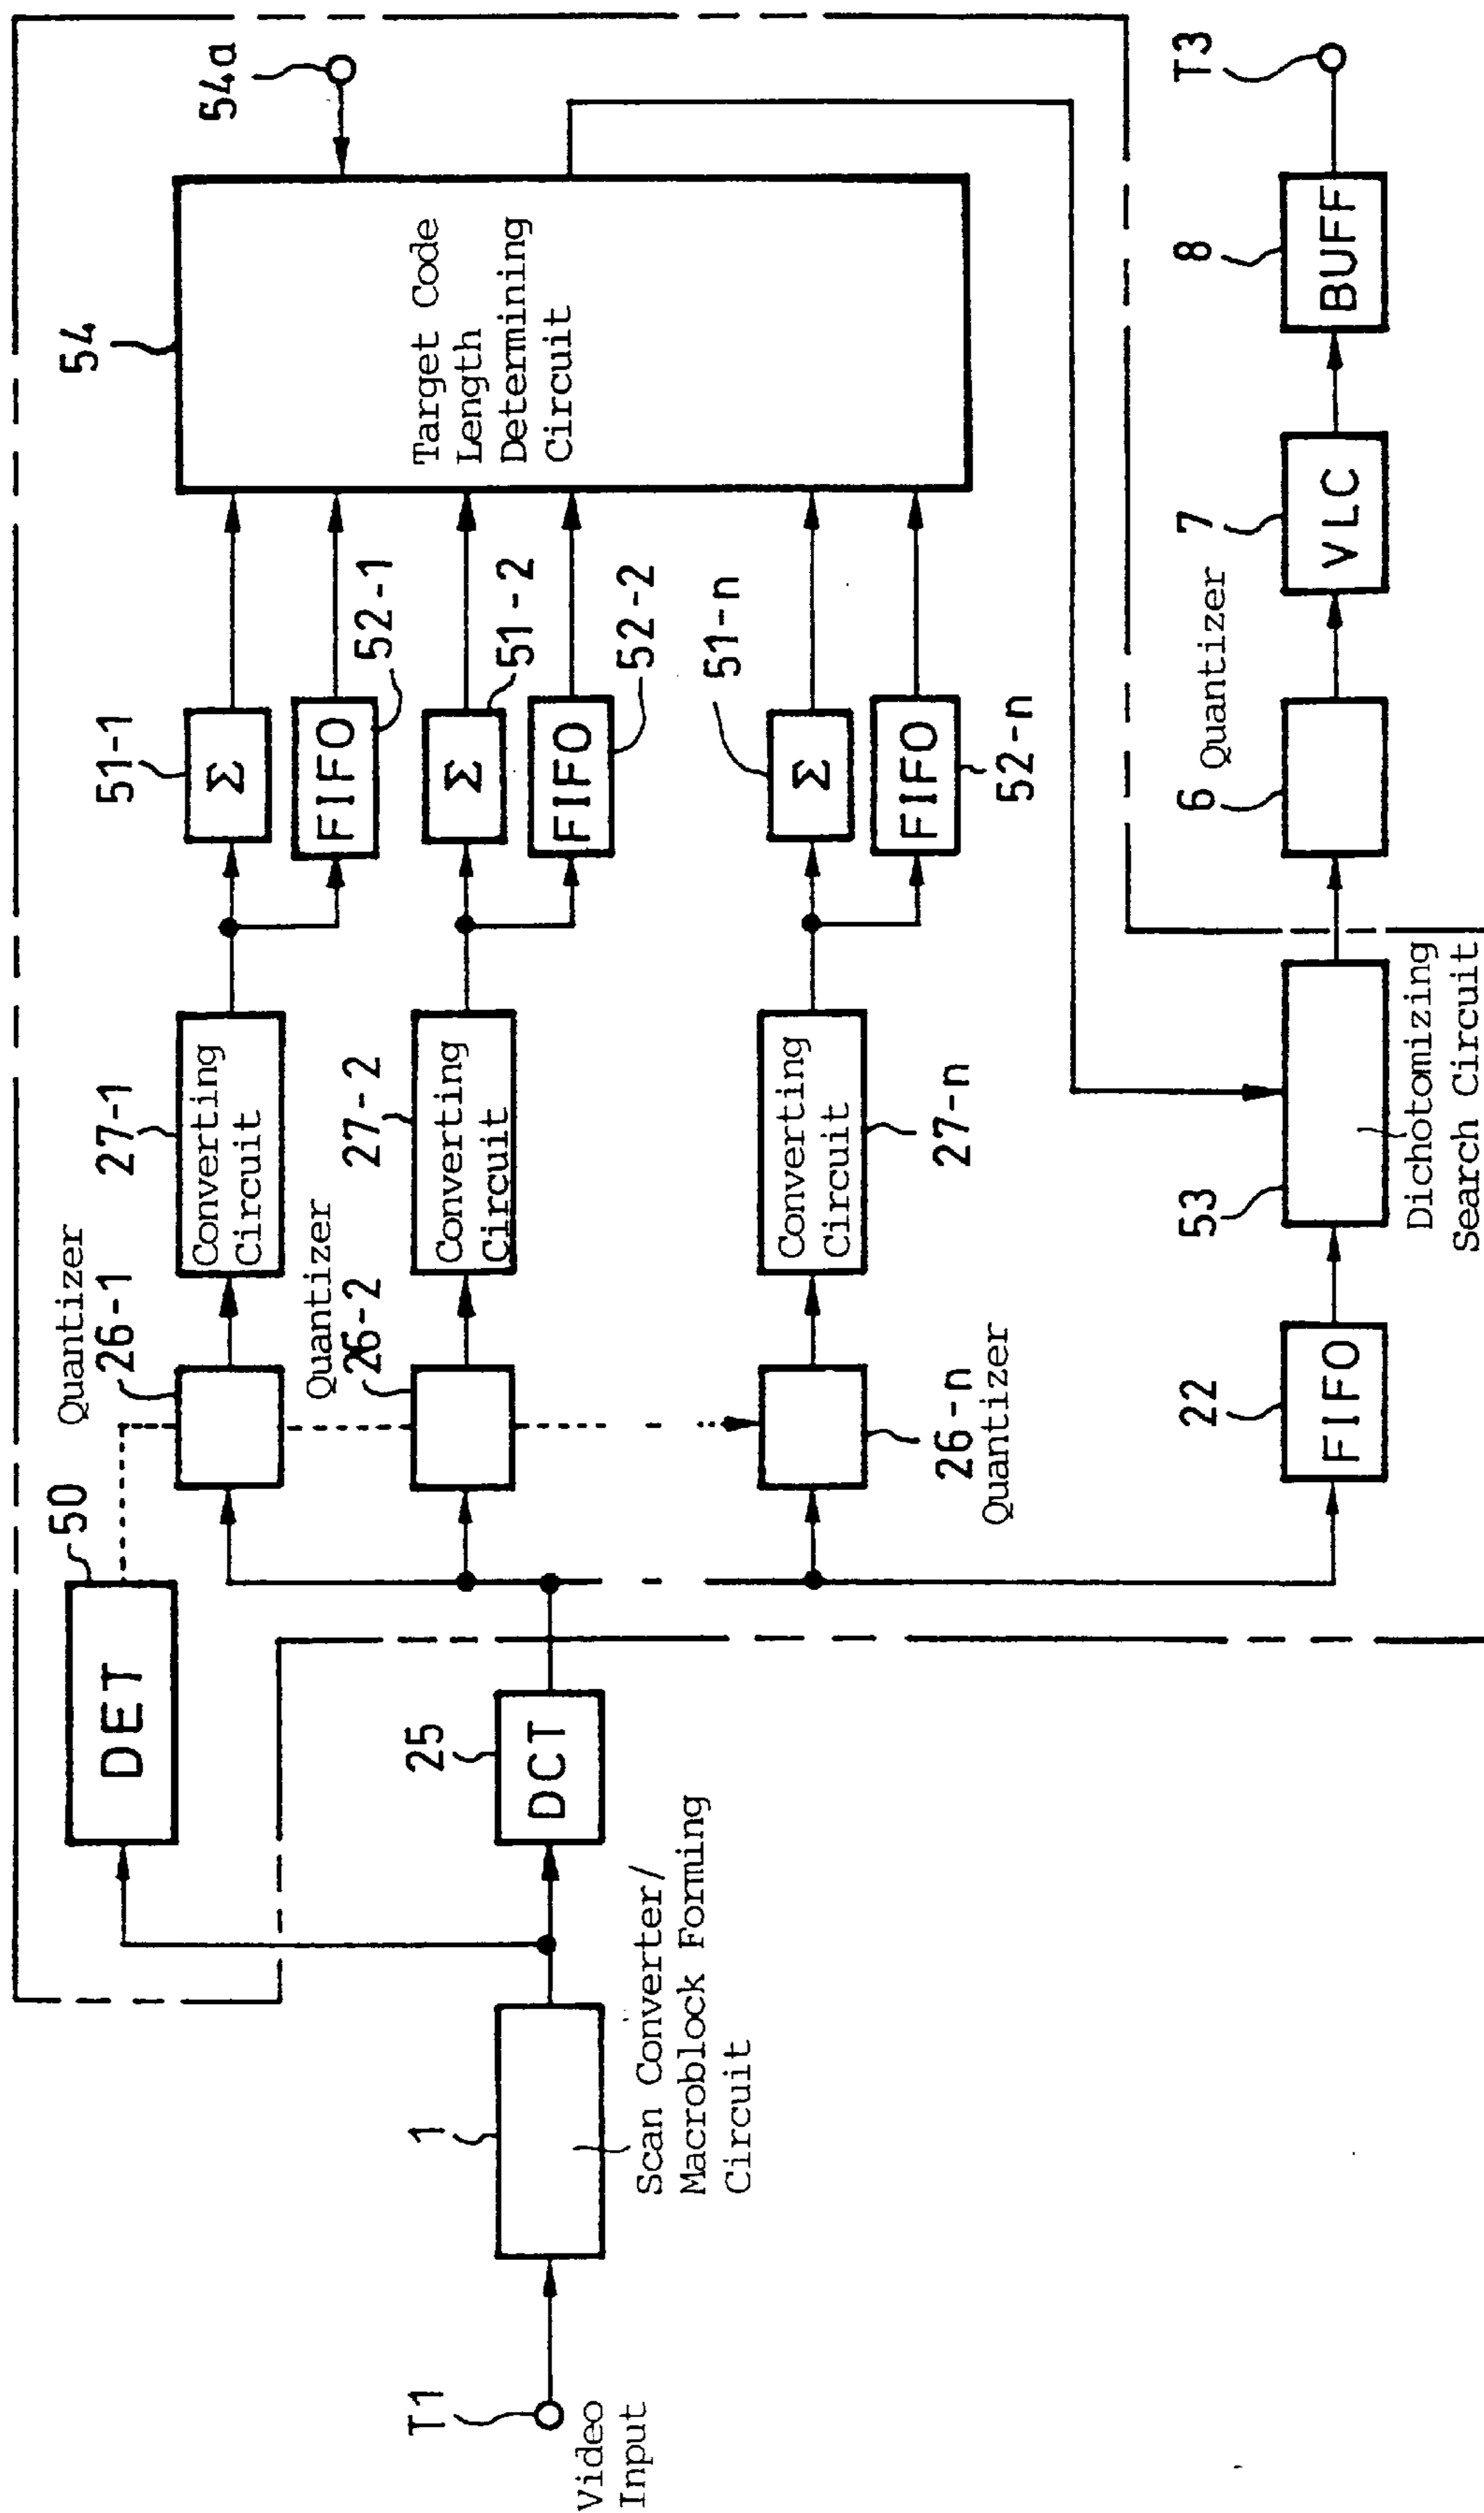 T1
Video
Input
1
Scan Converter/
Macroblock Forming
Circuit
25
DCT
DET
50
Quantizer
26-1
27-1
Converting
Circuit
51-1
Σ
FIFO
52-1
Quantizer
26-2
27-2
Converting
Circuit
Σ
51-2
FIFO
52-2
26-n
Quantizer
Converting
Circuit
27-n
51-n
Σ
FIFO
52-n
54
Target Code
Length
Determining
Circuit
54a
22
FIFO
53
Dichotomizing
Search Circuit
6
Quantizer
7
VLC
8
BUFF
T3